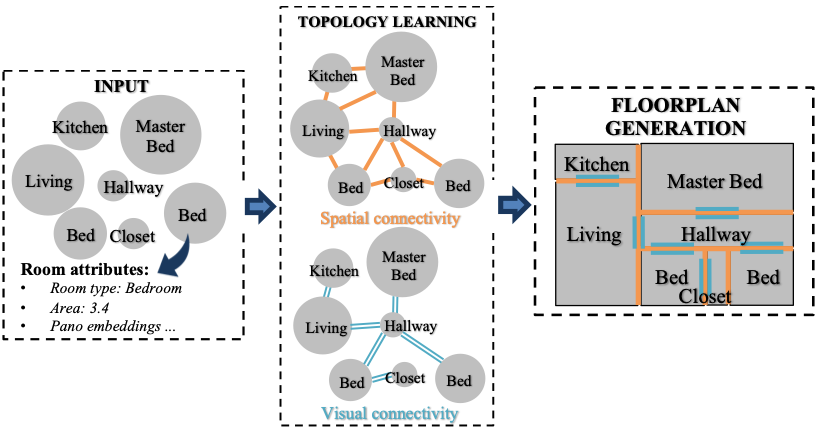 INPUT
Kitchen
Master
Bed
Living
Hallway
Bed
Bed
Closet
Room attributes:
• Room type: Bedroom
• Area: 3.4
• Pano embeddings ...
TOPOLOGY LEARNING
Kitchen
Master
Bed
Living
Hallway
Bed
Closet
Bed
Spatial connectivity
Kitchen
Master
Bed
Living
Hallway
Bed
Closet
Bed
Visual connectivity
FLOORPLAN
GENERATION
Kitchen
Master Bed
Living
Hallway
Bed
Bed
Closet